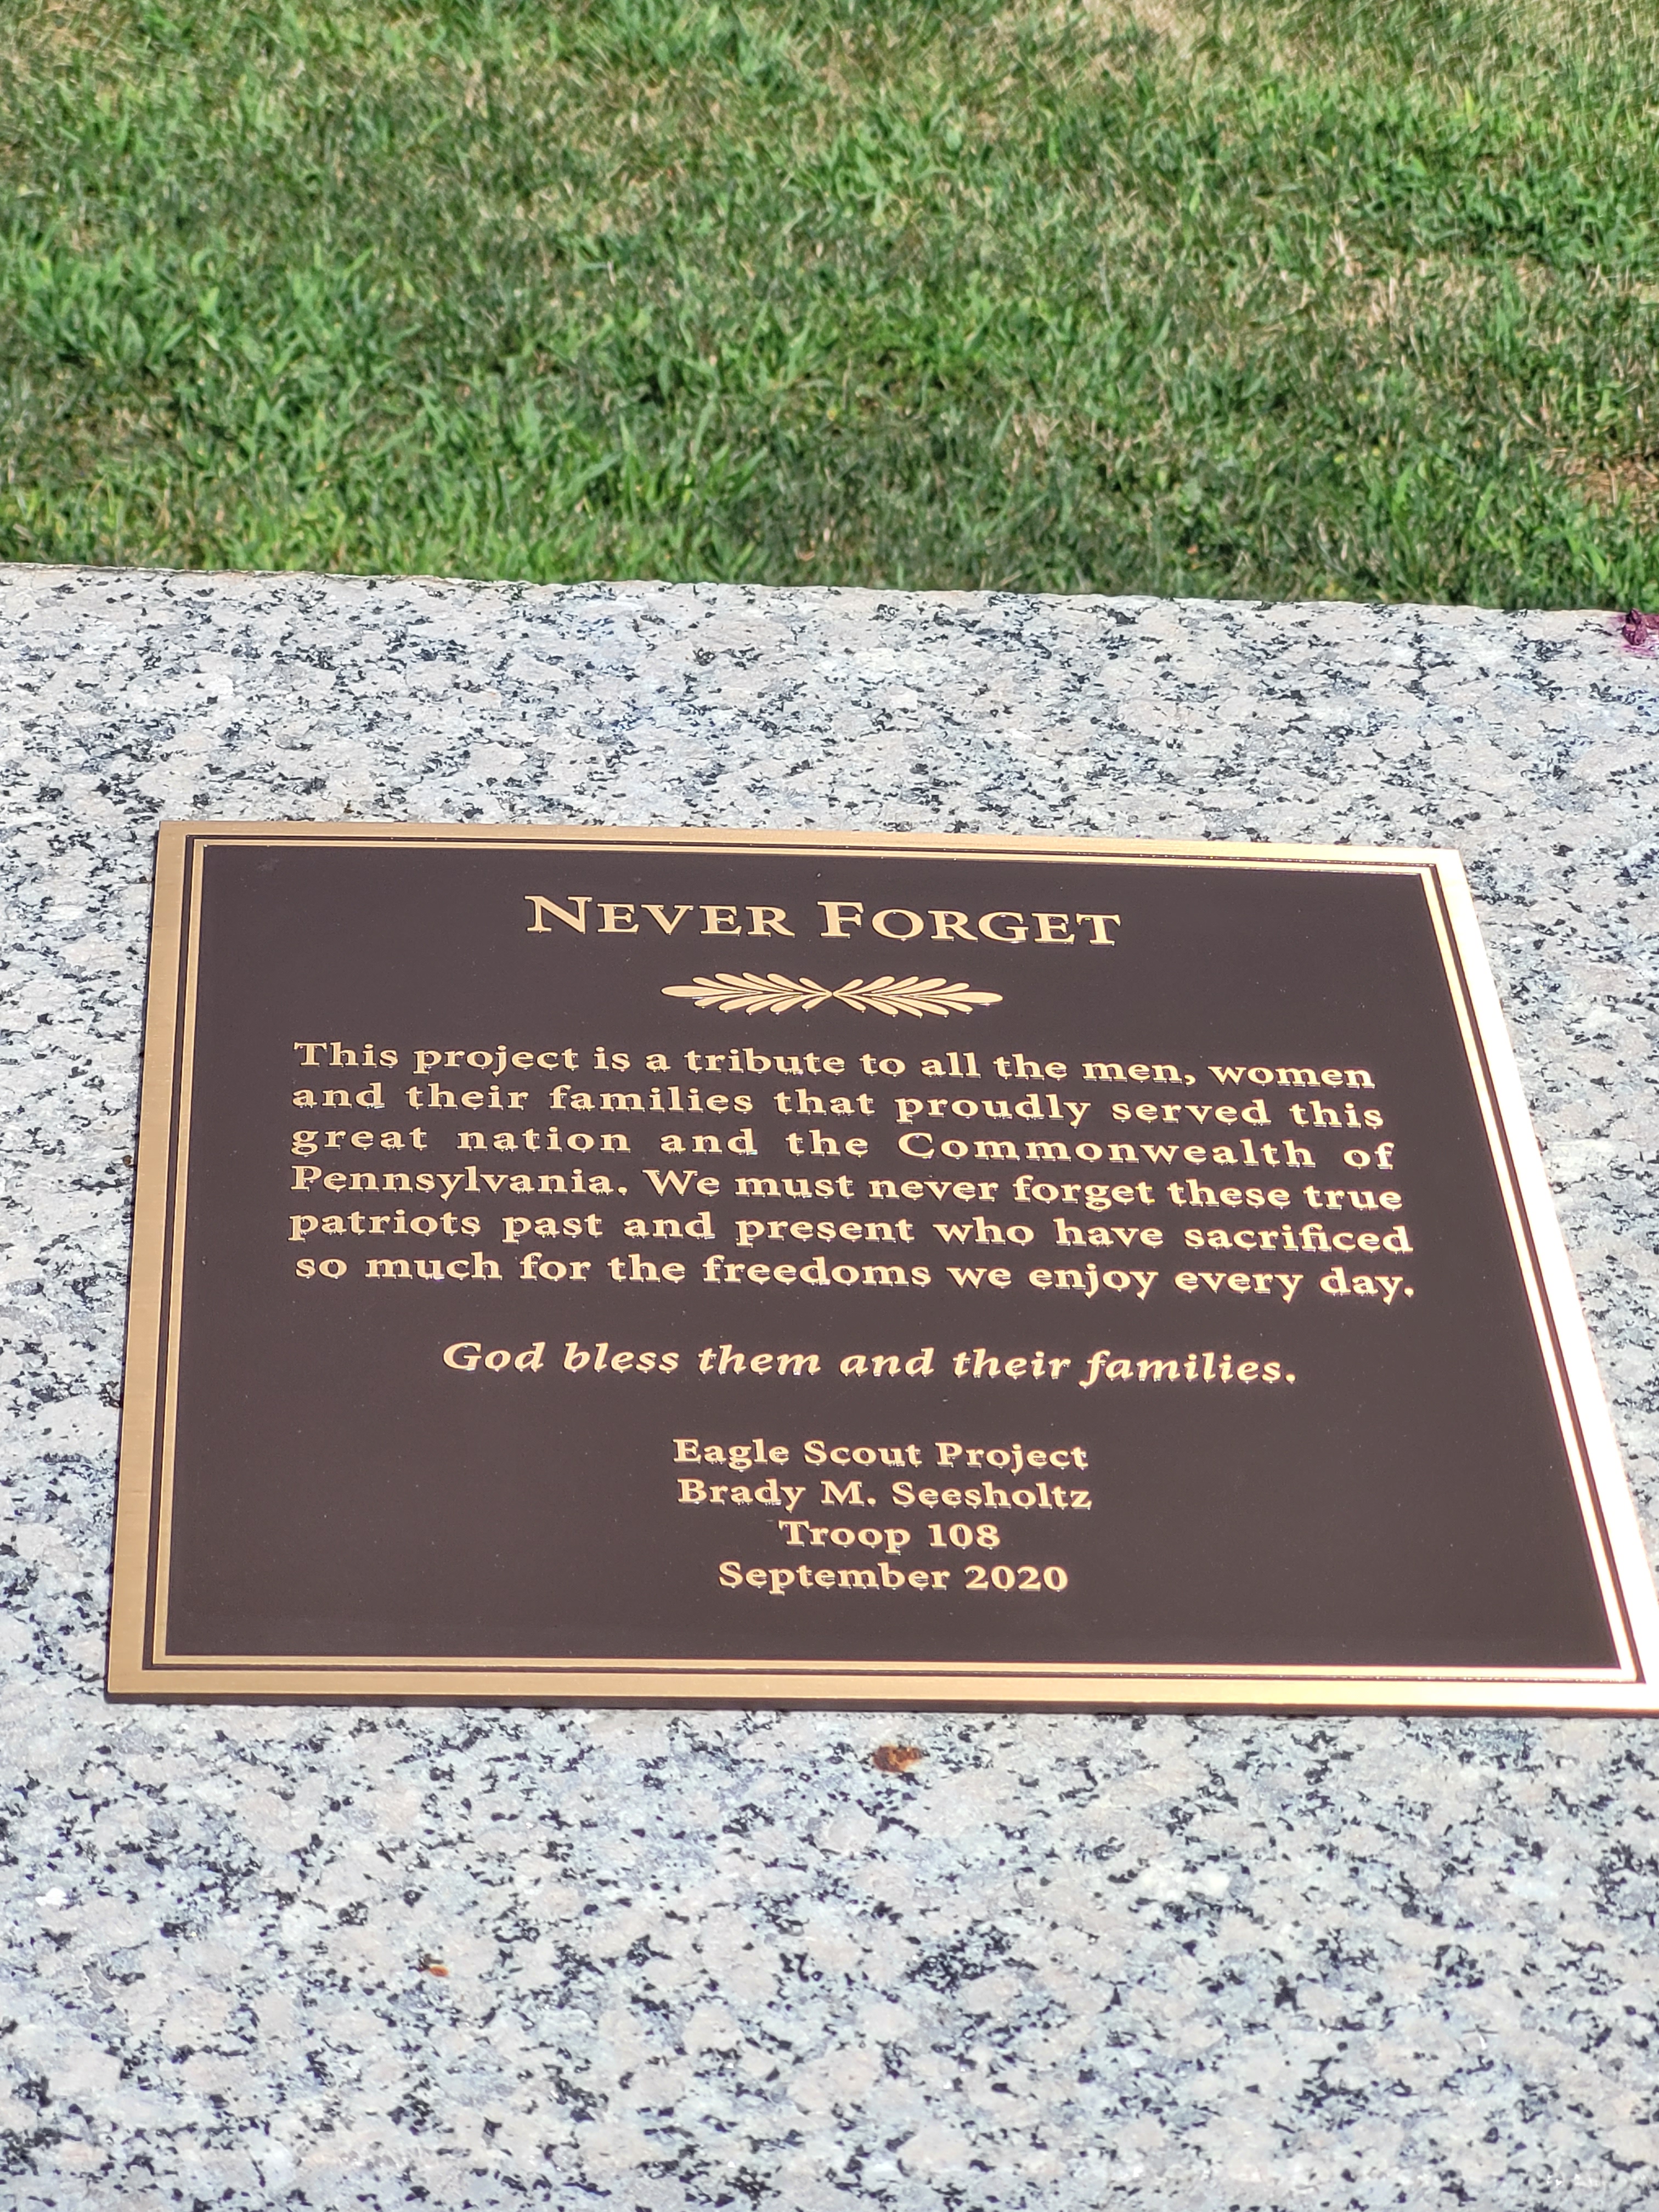 NEVER FORGET
This project is a tribute to all the men, women
and their families that proudly served this
great nation and the Commonwealth of
Pennsylvania. We must never forget these true
patriots past and present who have sacrificed
so much for the freedoms we enjoy every day.
God bless them and their families.
Eagle Scout Project
Brady M. Seesholtz
Troop 108
September 2020